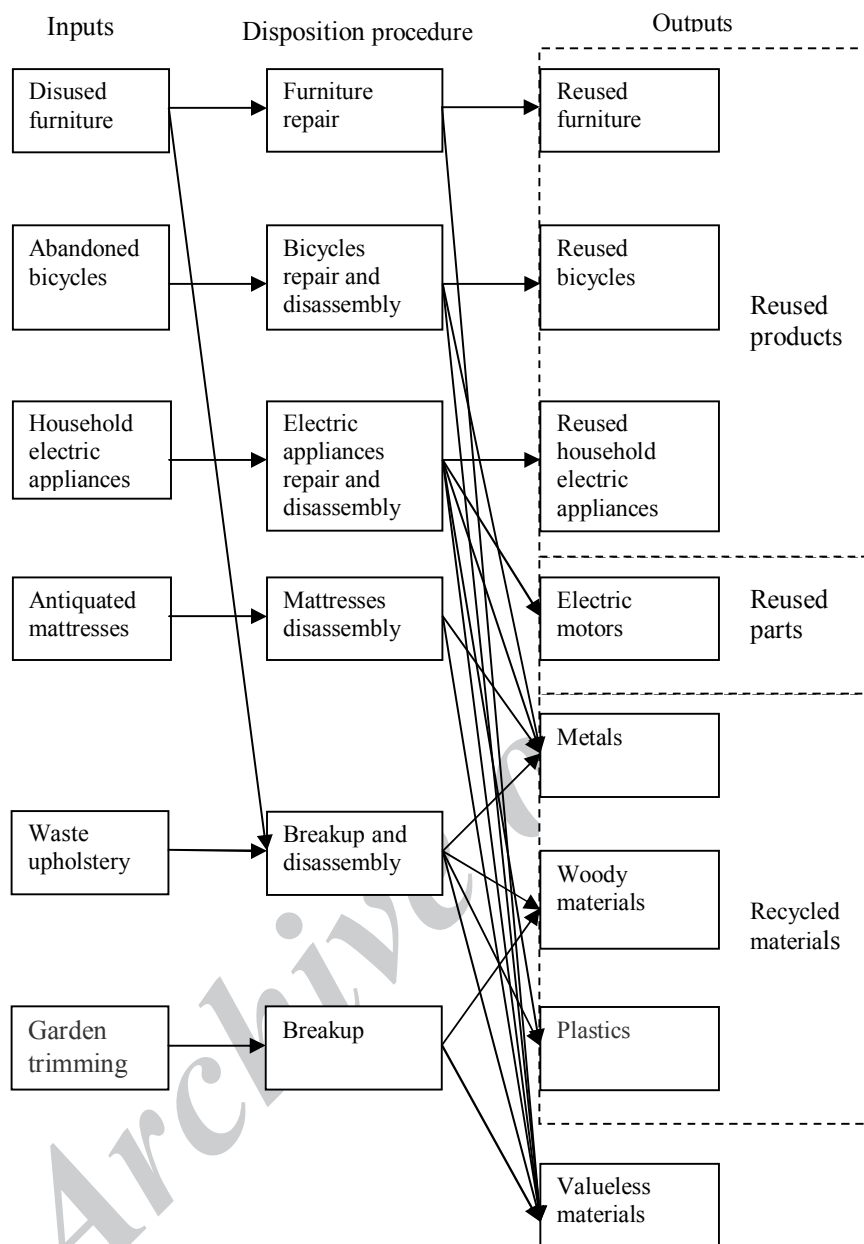 Inputs
Disposition procedure
Outputs
Disused
furniture
Furniture
repair
Reused
furniture
Abandoned
bicycles
Bicycles
repair and
disassembly
Reused
bicycles
Reused
products
Household
electric
appliances
Electric
appliances
repair and
disassembly
Reused
household
electric
appliances
Antiquated
mattresses
Mattresses
disassembly
Electric
motors
Reused
parts
Metals
Waste
upholstery
Breakup and
disassembly
Woody
materials
Recycled
materials
Garden
trimming
Breakup
Plastics
Valueless
materials
Archive o